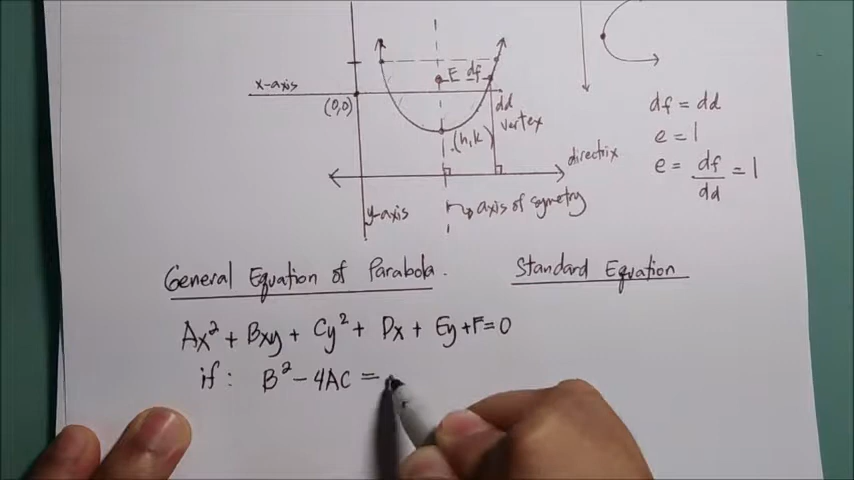 x-axis
(0,0)
F df
dd
vertex
(h,k)
directrix
y-axis
axis of symetry
df = dd
e = 1
e = df/dd = 1
General Equation of Parabola.
Standard Equation
Ax² + Bxy + Cy² + Dx + Ey + F = 0
if : B² - 4AC =